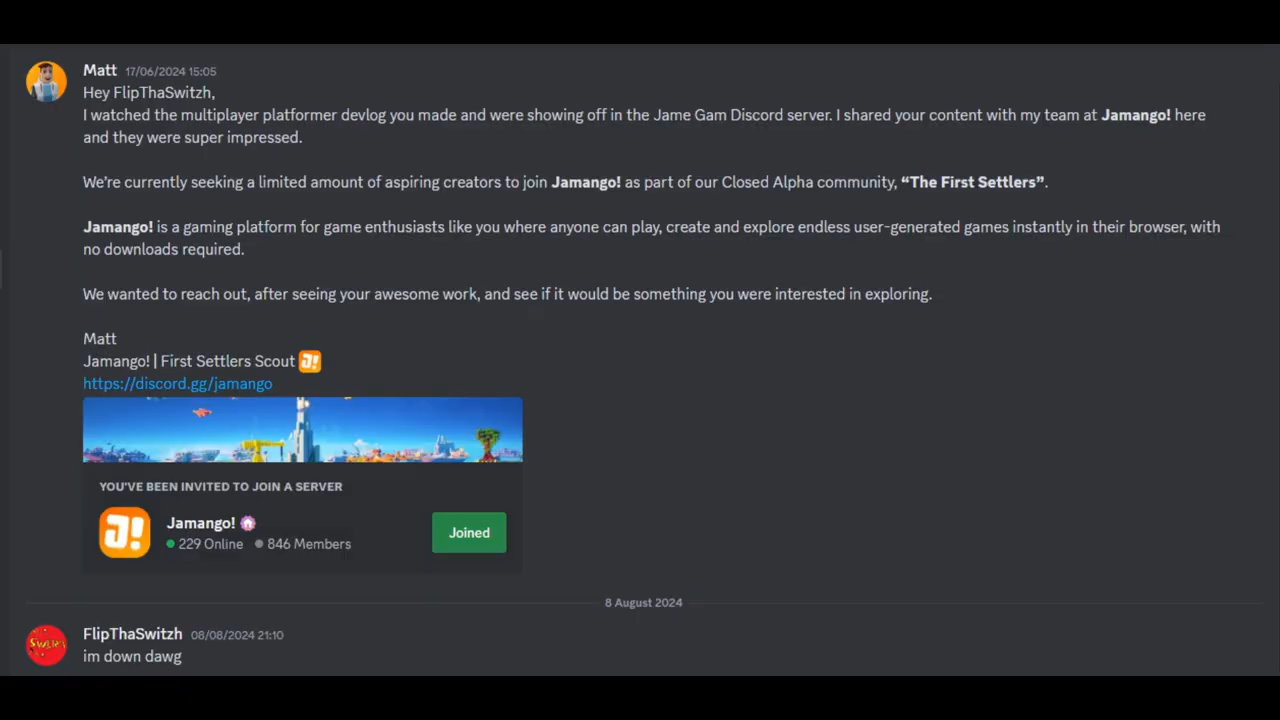 Matt 17/06/2024 15:05
Hey FlipThaSwitzh,
I watched the multiplayer platformer devlog you made and were showing off in the Jame Gam Discord server. I shared your content with my team at Jamango! here
and they were super impressed.
We're currently seeking a limited amount of aspiring creators to join Jamango! as part of our Closed Alpha community, “The First Settlers”.
Jamango! is a gaming platform for game enthusiasts like you where anyone can play, create and explore endless user-generated games instantly in their browser, with
no downloads required.
We wanted to reach out, after seeing your awesome work, and see if it would be something you were interested in exploring.
Matt
Jamango! | First Settlers Scout J!
https://discord.gg/jamango
YOU'VE BEEN INVITED TO JOIN A SERVER
J!
Jamango!
229 Online 846 Members
Joined
8 August 2024
FlipThaSwitzh 08/08/2024 21:10
im down dawg